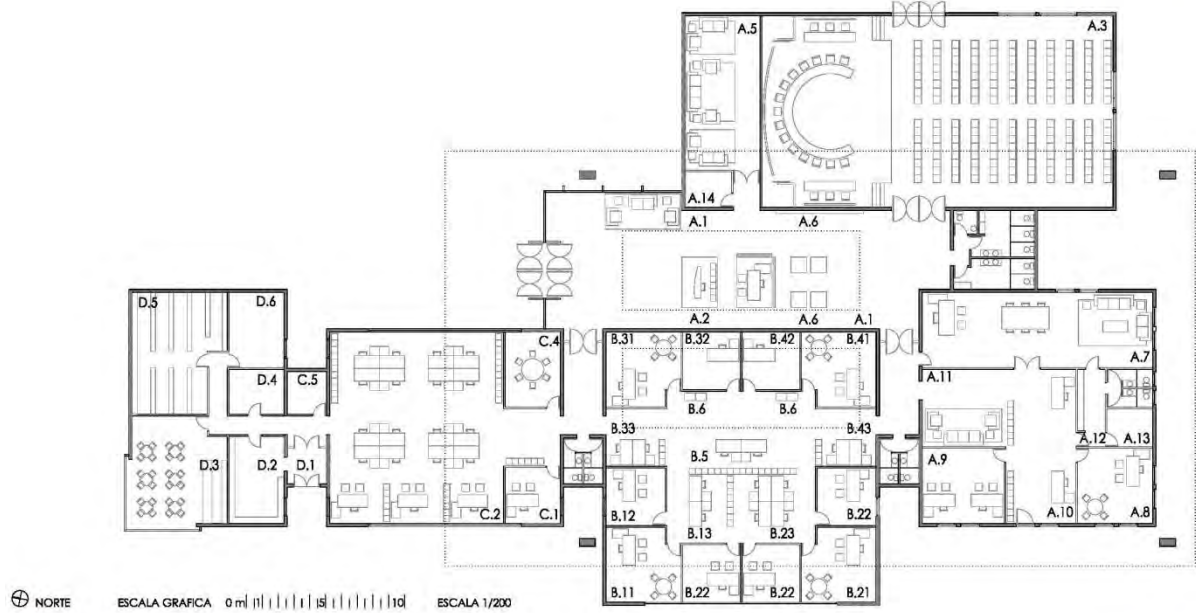 A.5
A.3
A.14
A.1
A.6
D.5
D.6
A.2
A.6
A.1
C.4
B.31
B.32
B.42
B.41
A.7
D.4
C.5
A.11
B.6
B.6
B.33
B.43
D.3
D.2
D.1
B.5
A.12
A.13
A.9
B.12
B.22
C.2
C.1
B.13
B.23
A.10
A.8
B.11
B.22
B.22
B.21
NORTE ESCALA GRAFICA 0 m 1 5 10 ESCALA 1/200